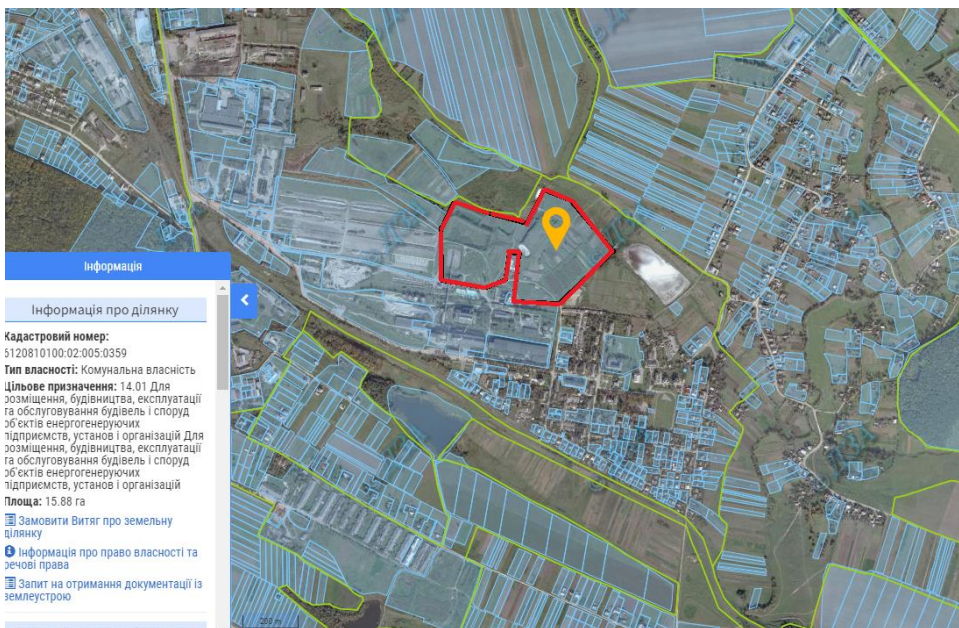 Інформація
Інформація про ділянку
Кадастровий номер:
5120810100:02:005:0359
Тип власності: Комунальна власність
Цільове призначення: 14.01 Для
розміщення, будівництва, експлуатації
та обслуговування будівель і споруд
об'єктів енергогенеруючих
підприємств, установ і організацій Для
розміщення, будівництва, експлуатації
та обслуговування будівель і споруд
об'єктів енергогенеруючих
підприємств, установ і організацій
Площа: 15.88 га
Замовити Витяг про земельну
ділянку
Інформація про право власності та
речові права
Запит на отримання документації із
землеустрою
200 m